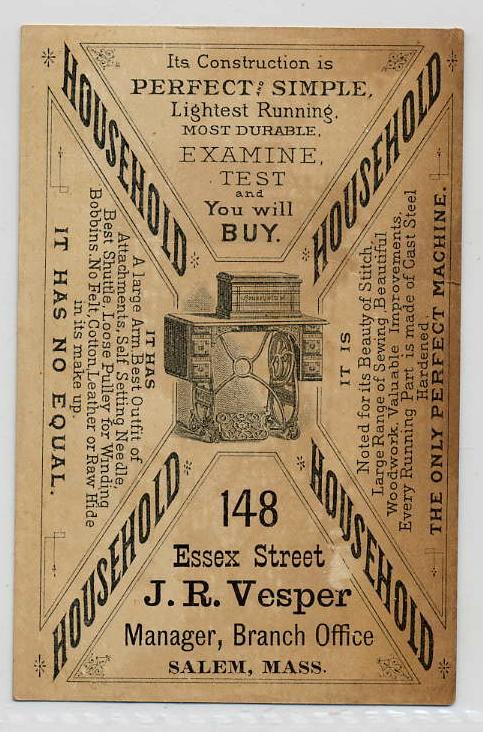 HOUSEHOLD
HOUSEHOLD
Its Construction is
PERFECT; SIMPLE,
Lightest Running,
MOST DURABLE,
EXAMINE,
TEST
and
You will
BUY.
IT HAS
A large Arm, Best Outfit of
Attachments, Self Setting Needle,
Best Shuttle, Loose Pulley for Winding
Bobbins, No Felt, Cotton, Leather or Raw Hide
in its make up.
IT HAS NO EQUAL.
IT IS
Noted for its Beauty of Stitch,
Large Range of Sewing, Beautiful
Woodwork, Valuable Improvements,
Every Running Part is made of Cast Steel
Hardened.
THE ONLY PERFECT MACHINE.
HOUSEHOLD
HOUSEHOLD
148
Essex Street
J. R. Vesper
Manager, Branch Office
SALEM, MASS.